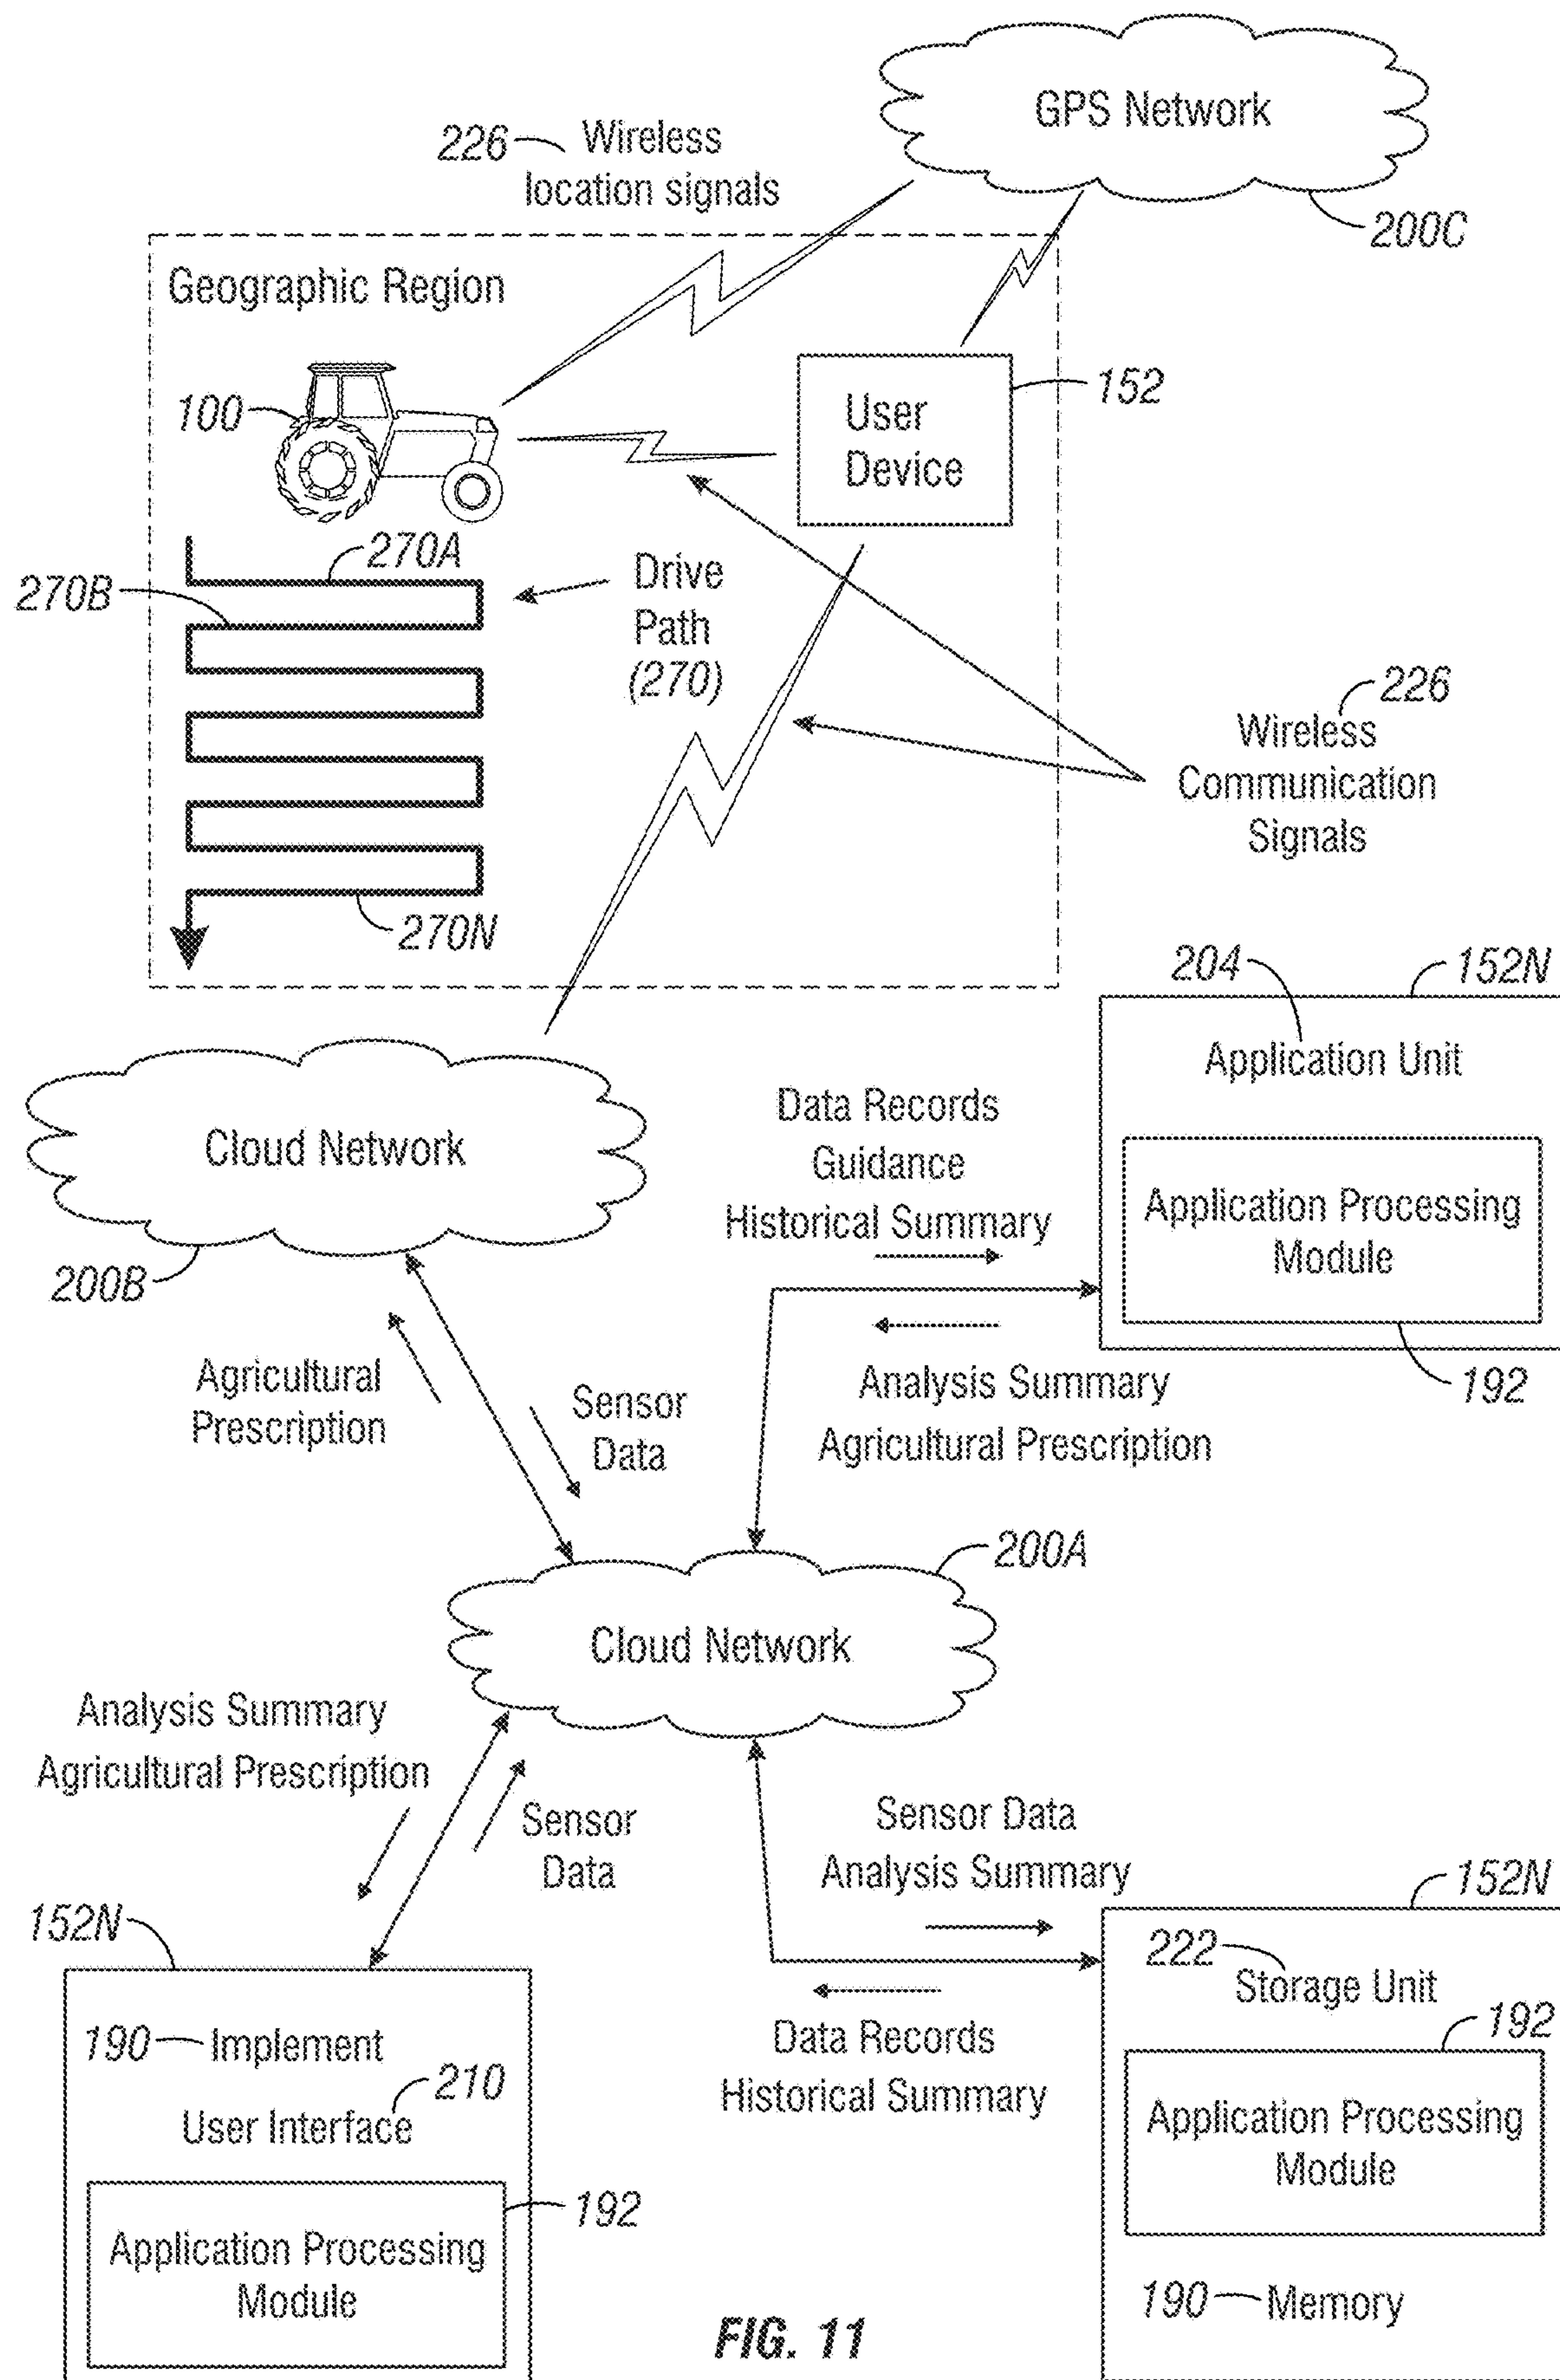 GPS Network
200C
226 Wireless
location signals
Geographic Region
100
User
Device
152
270A
270B
Drive
Path
(270)
270N
226
Wireless
Communication
Signals
204
152N
Application Unit
Application Processing
Module
192
Cloud Network
200B
Data Records
Guidance
Historical Summary
Analysis Summary
Agricultural Prescription
Agricultural
Prescription
Sensor
Data
200A
Cloud Network
Analysis Summary
Agricultural Prescription
Sensor
Data
Sensor Data
Analysis Summary
Data Records
Historical Summary
152N
190 Implement
210
User Interface
192
Application Processing
Module
152N
222
Storage Unit
192
Application Processing
Module
190 Memory
FIG. 11